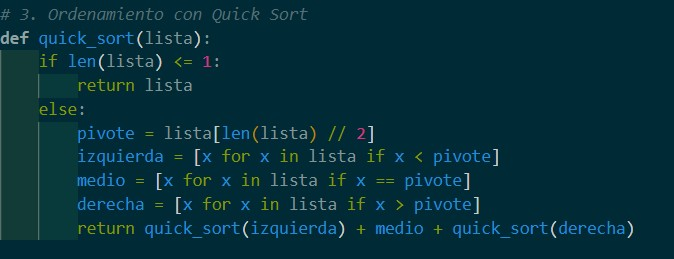 # 3. Ordenamiento con Quick Sort
def quick_sort(lista):
    if len(lista) <= 1:
        return lista
    else:
        pivote = lista[len(lista) // 2]
        izquierda = [x for x in lista if x < pivote]
        medio = [x for x in lista if x == pivote]
        derecha = [x for x in lista if x > pivote]
        return quick_sort(izquierda) + medio + quick_sort(derecha)